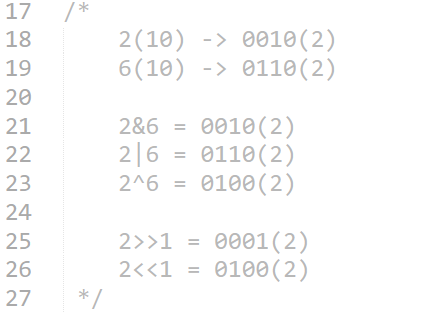 17 /*
18 2(10) -> 0010(2)
19 6(10) -> 0110(2)
20
21 2&6 = 0010(2)
22 2|6 = 0110(2)
23 2^6 = 0100(2)
24
25 2>>1 = 0001(2)
26 2<<1 = 0100(2)
27 */